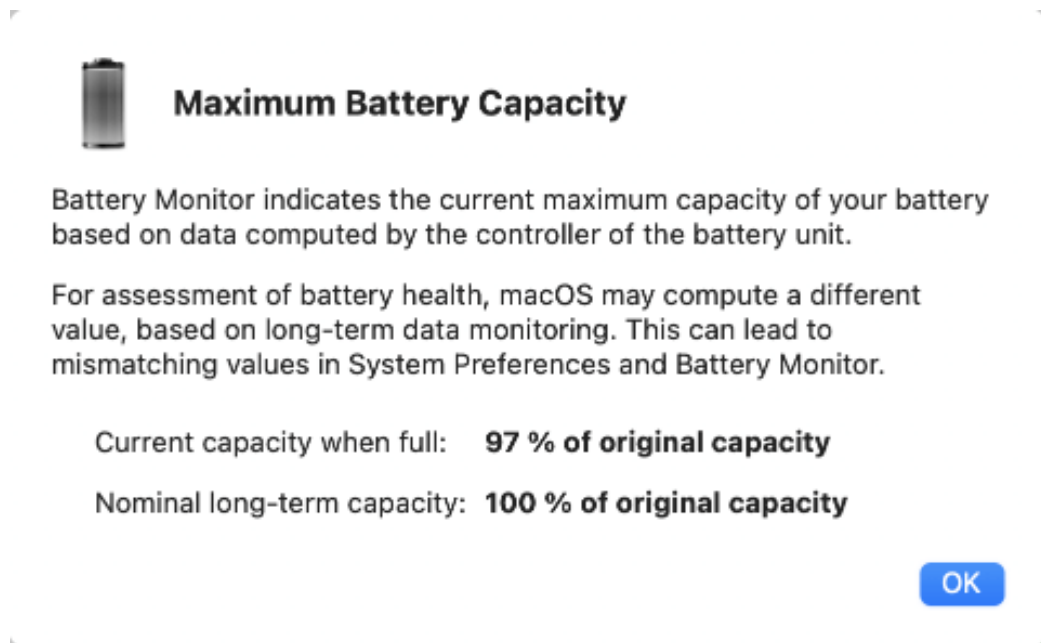 Maximum Battery Capacity
Battery Monitor indicates the current maximum capacity of your battery
based on data computed by the controller of the battery unit.
For assessment of battery health, macOS may compute a different
value, based on long-term data monitoring. This can lead to
mismatching values in System Preferences and Battery Monitor.
Current capacity when full: 97 % of original capacity
Nominal long-term capacity: 100 % of original capacity
OK